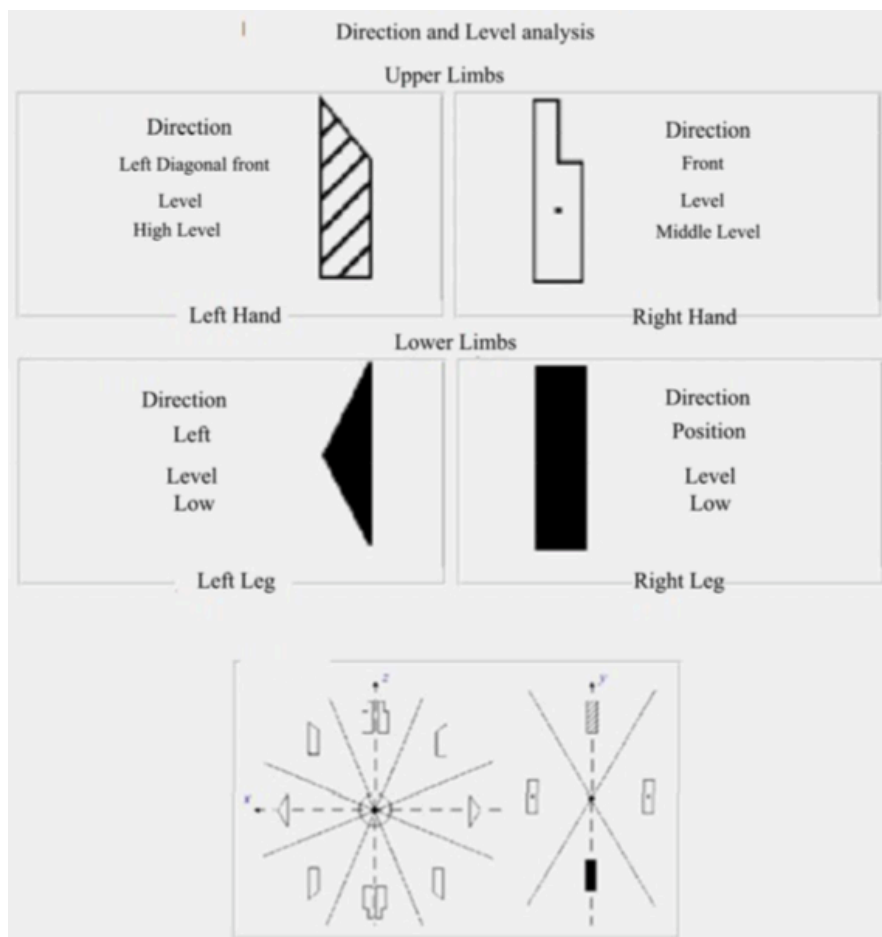 Direction and Level analysis
Upper Limbs
Direction
Left Diagonal front
Level
High Level
Left Hand
Direction
Front
Level
Middle Level
Right Hand
Lower Limbs
Direction
Left
Level
Low
Left Leg
Direction
Position
Level
Low
Right Leg
z
x
y